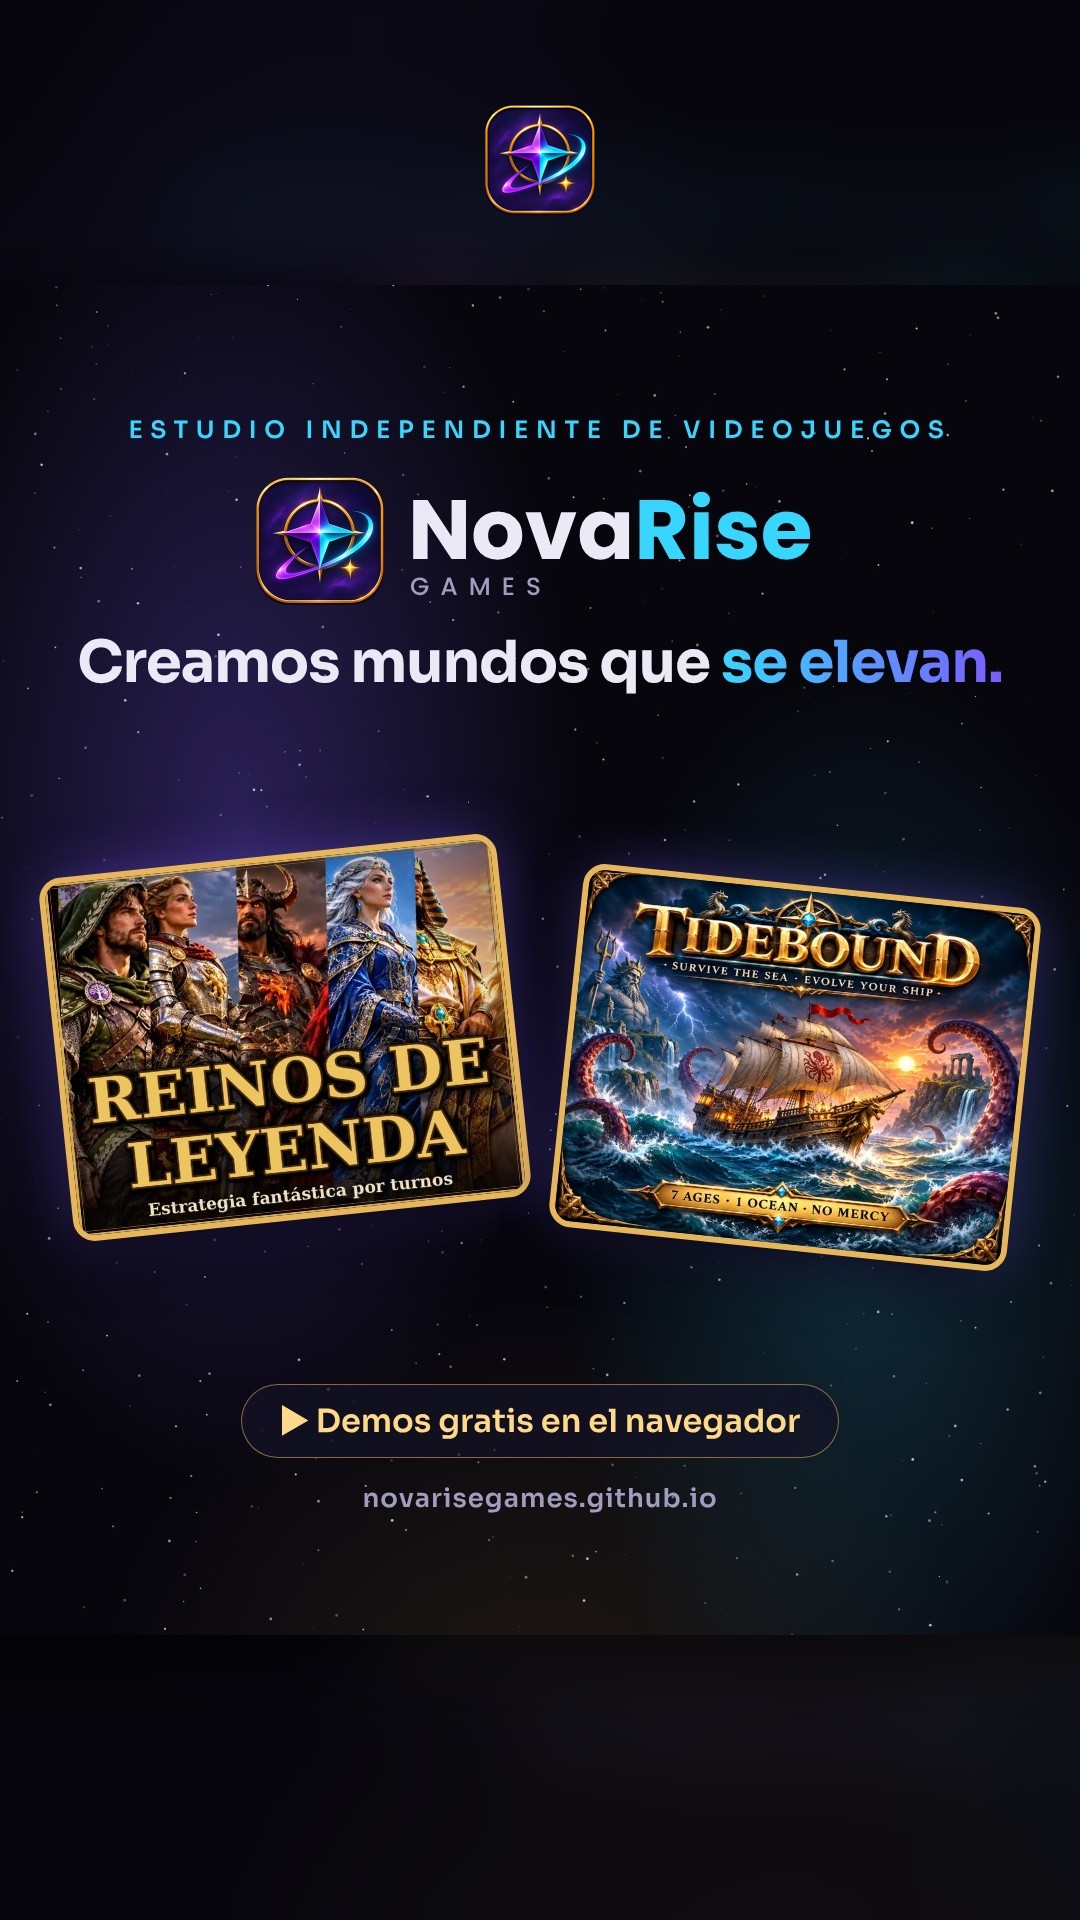 ESTUDIO INDEPENDIENTE DE VIDEOJUEGOS
NovaRise
GAMES
Creamos mundos que se elevan.
REINOS DE
LEYENDA
Estrategia fantástica por turnos
TIDEBOUND
· SURVIVE THE SEA · EVOLVE YOUR SHIP ·
7 AGES · 1 OCEAN · NO MERCY
▶ Demos gratis en el navegador
novarisegames.github.io